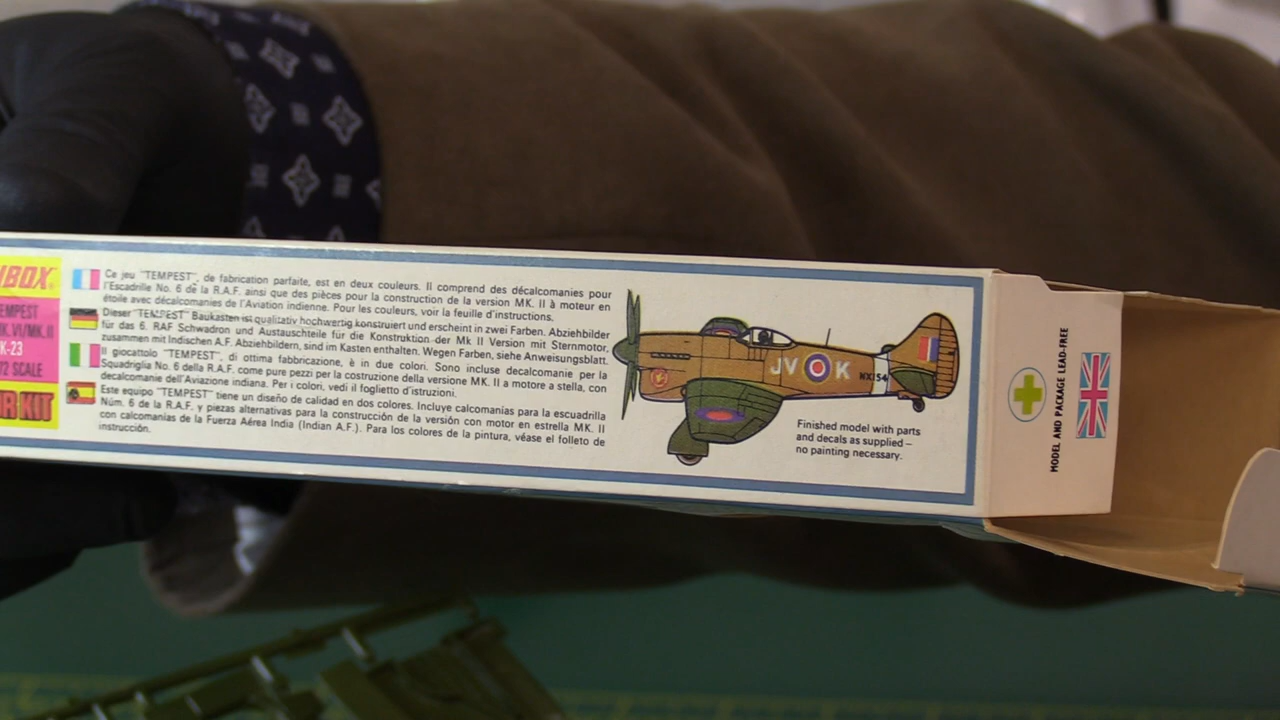 BOX
EMPEST
K.VI/MK.II
K-23
72 SCALE
R KIT
Ce jeu "TEMPEST", de fabrication parfaite, est en deux couleurs. Il comprend des décalcomanies pour
l'Escadrille No. 6 de la R.A.F. ainsi que des pièces pour la construction de la version MK. II à moteur en
étoile avec décalcomanies de l'Aviation indienne. Pour les couleurs, voir la feuille d'instructions.
Dieser "TEMPEST" Baukasten ist qualitativ hochwertig konstruiert und erscheint in zwei Farben. Abziehbilder
für das 6. RAF Schwadron und Austauschteile für die Konstruktion der Mk II Version mit Sternmotor,
zusammen mit Indischen A.F. Abziehbildern, sind im Kasten enthalten. Wegen Farben, siehe Anweisungsblatt.
Il giocattolo "TEMPEST", di ottima fabbricazione, è in due colori. Sono incluse decalcomanie per la
Squadriglia No. 6 della R.A.F. come pure pezzi per la costruzione della versione MK. II a motore a stella, con
decalcomanie dell'Aviazione indiana. Per i colori, vedi il foglietto d'istruzioni.
Este equipo "TEMPEST" tiene un diseño de calidad en dos colores. Incluye calcomanías para la escuadrilla
Núm. 6 de la R.A.F. y piezas alternativas para la construcción de la versión con motor en estrella MK. II
con calcomanías de la Fuerza Aérea India (Indian A.F.). Para los colores de la pintura, véase el folleto de
instrucción.
JV K
NX154
Finished model with parts
and decals as supplied –
no painting necessary.
MODEL AND PACKAGE LEAD-FREE